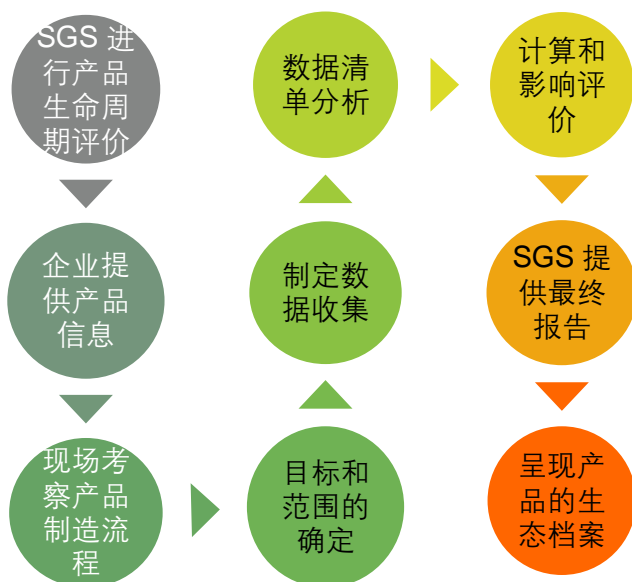 SGS 进
行产品
生命周
期评价
企业提
供产品
信息
现场考
察产品
制造流
程
目标和
范围的
确定
制定数
据收集
数据清
单分析
计算和
影响评
价
SGS 提
供最终
报告
呈现产
品的生
态档案